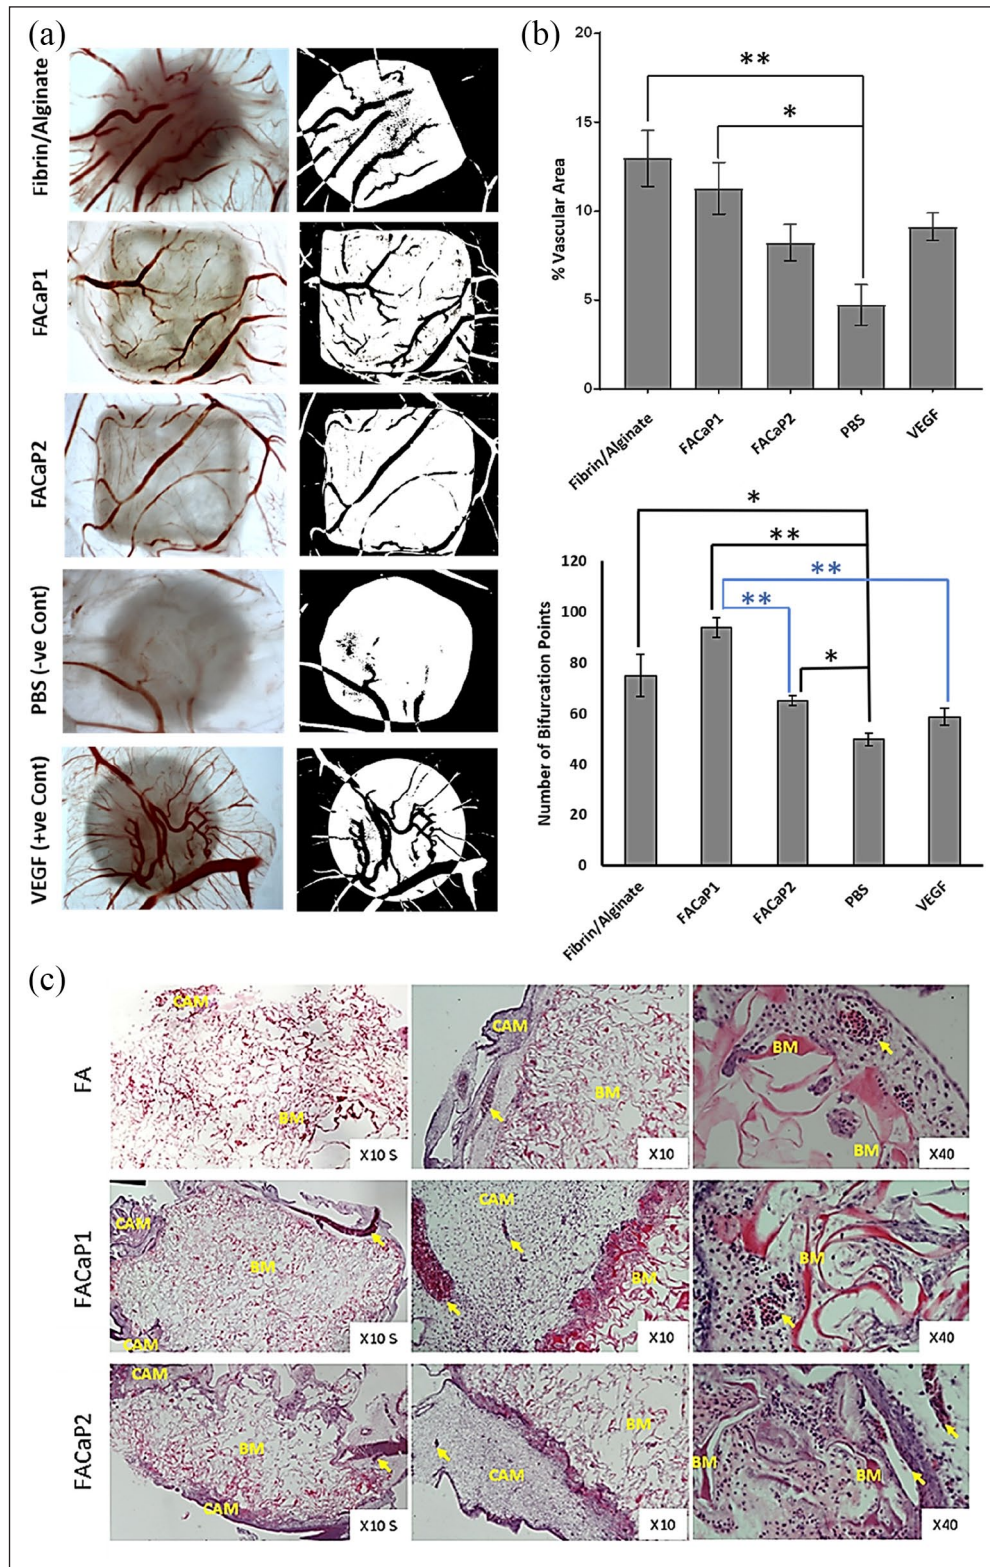 (a)
Fibrin/Alginate
FACaP1
FACaP2
PBS (-ve Cont)
VEGF (+ve Cont)
(b)
% Vascular Area
20
15
10
5
0
**
*
Fibrin/Alginate
FACaP1
FACaP2
PBS
VEGF
Number of Bifurcation Points
120
100
80
60
40
20
0
*
**
**
**
*
Fibrin/Alginate
FACaP1
FACaP2
PBS
VEGF
(c)
FA
CAM
BM
X10 S
CAM
BM
X10
BM
BM
X40
FACaP1
CAM
BM
CAM
X10 S
CAM
BM
X10
BM
X40
FACaP2
CAM
BM
CAM
X10 S
BM
CAM
X10
BM
BM
X40